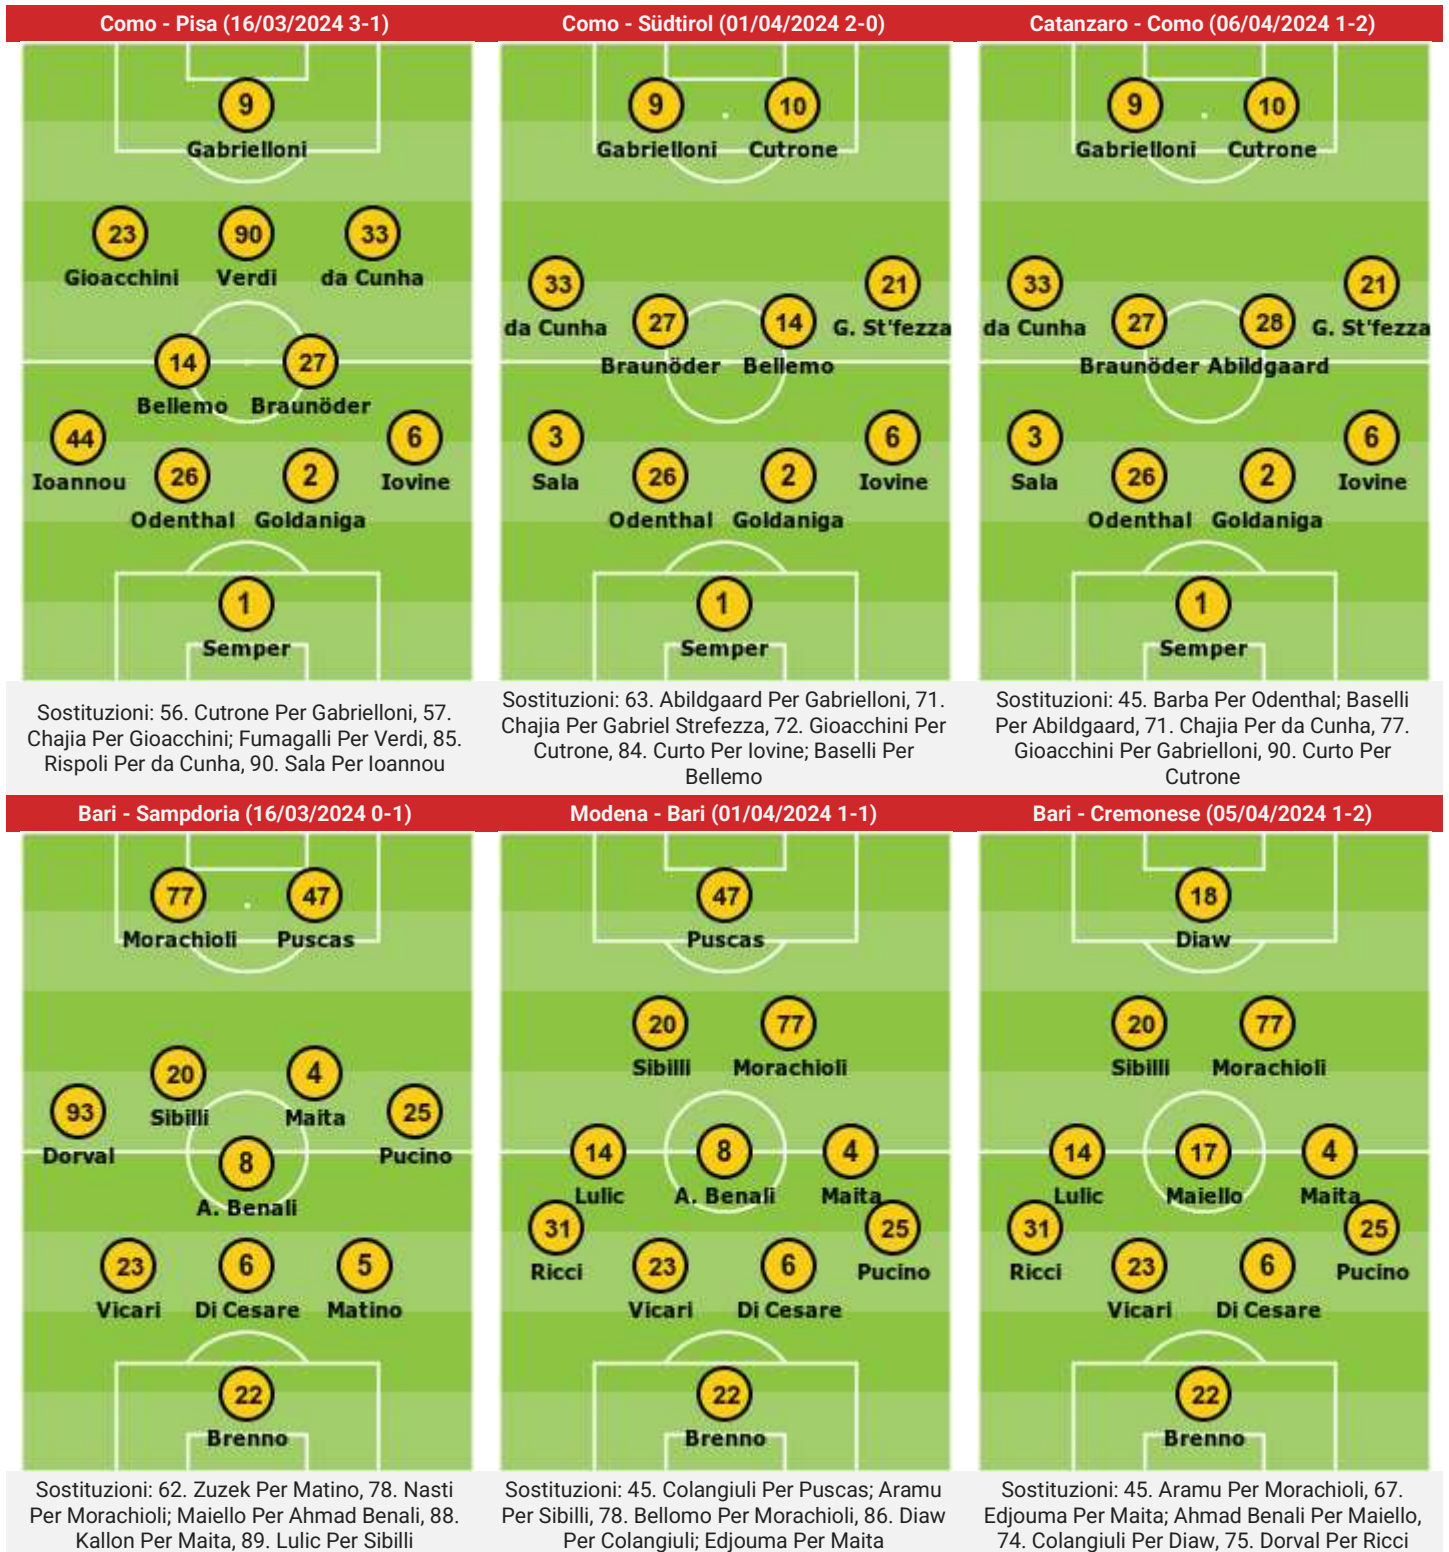 Como - Pisa (16/03/2024 3-1)
9
Gabrielloni
23 90 33
Gioacchini Verdi da Cunha
14 27
Bellemo Braunöder
44 6
Ioannou Iovine
26 2
Odenthal Goldaniga
1
Semper
Sostituzioni: 56. Cutrone Per Gabrielloni, 57.
Chajia Per Gioacchini; Fumagalli Per Verdi, 85.
Rispoli Per da Cunha, 90. Sala Per Ioannou
Como - Südtirol (01/04/2024 2-0)
9 10
Gabrielloni Cutrone
33 21
da Cunha G. St'fezza
27 14
Braunöder Bellemo
3 6
Sala Iovine
26 2
Odenthal Goldaniga
1
Semper
Sostituzioni: 63. Abildgaard Per Gabrielloni, 71.
Chajia Per Gabriel Strefezza, 72. Gioacchini Per
Cutrone, 84. Curto Per Iovine; Baselli Per
Bellemo
Catanzaro - Como (06/04/2024 1-2)
9 10
Gabrielloni Cutrone
33 21
da Cunha G. St'fezza
27 28
Braunöder Abildgaard
3 6
Sala Iovine
26 2
Odenthal Goldaniga
1
Semper
Sostituzioni: 45. Barba Per Odenthal; Baselli
Per Abildgaard, 71. Chajia Per da Cunha, 77.
Gioacchini Per Gabrielloni, 90. Curto Per
Cutrone
Bari - Sampdoria (16/03/2024 0-1)
77 47
Morachioli Puscas
20 4
Sibilli Maita
93 25
Dorval Pucino
8
A. Benali
23 6 5
Vicari Di Cesare Matino
22
Brenno
Sostituzioni: 62. Zuzek Per Matino, 78. Nasti
Per Morachioli; Maiello Per Ahmad Benali, 88.
Kallon Per Maita, 89. Lulic Per Sibilli
Modena - Bari (01/04/2024 1-1)
47
Puscas
20 77
Sibilli Morachioli
14 8 4
Lulic A. Benali Maita
31 25
Ricci Pucino
23 6
Vicari Di Cesare
22
Brenno
Sostituzioni: 45. Colangiuli Per Puscas; Aramu
Per Sibilli, 78. Bellomo Per Morachioli, 86. Diaw
Per Colangiuli; Edjouma Per Maita
Bari - Cremonese (05/04/2024 1-2)
18
Diaw
20 77
Sibilli Morachioli
14 17 4
Lulic Maiello Maita
31 25
Ricci Pucino
23 6
Vicari Di Cesare
22
Brenno
Sostituzioni: 45. Aramu Per Morachioli, 67.
Edjouma Per Maita; Ahmad Benali Per Maiello,
74. Colangiuli Per Diaw, 75. Dorval Per Ricci